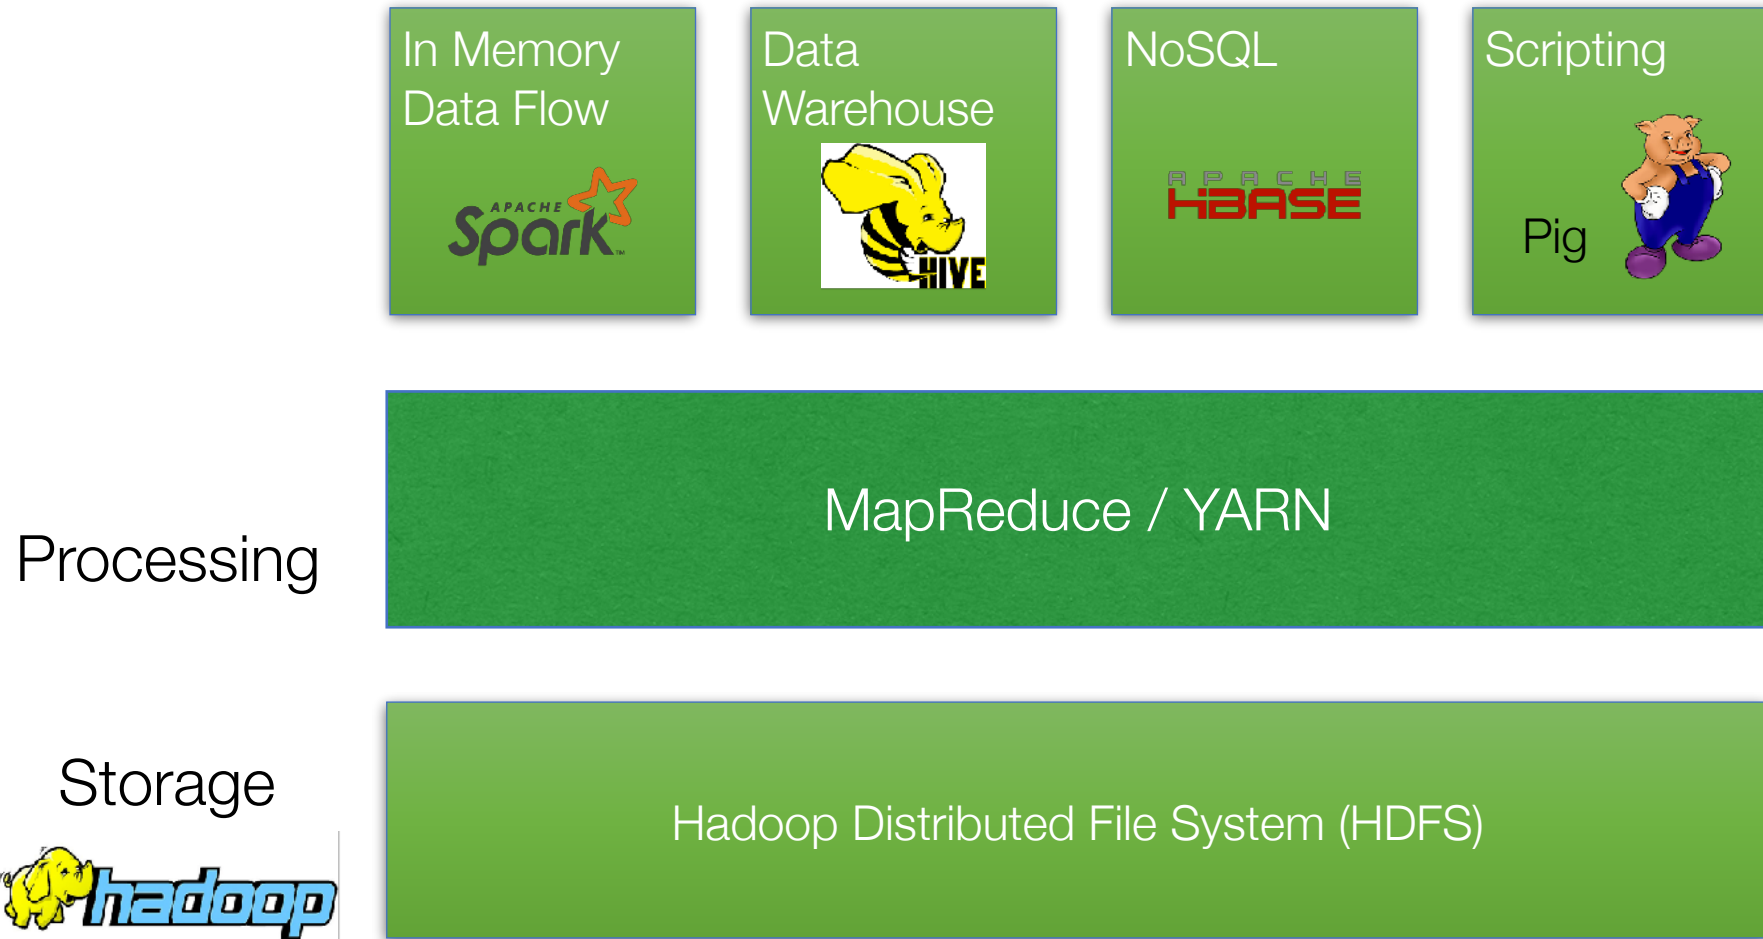 In Memory
Data Flow
APACHE
Spark™
Data
Warehouse
HIVE
NoSQL
APACHE
HBASE
Scripting
Pig
MapReduce / YARN
Processing
Storage
Hadoop Distributed File System (HDFS)
hadoop